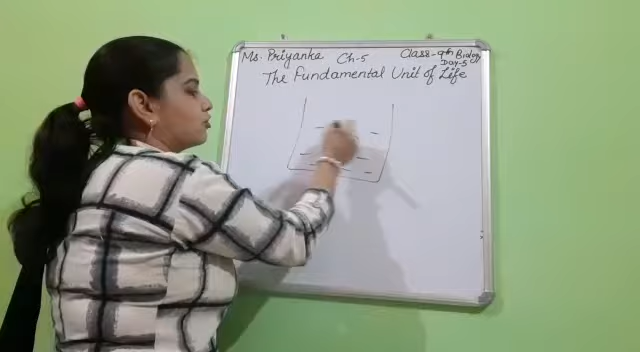 Ms. Priyanka Ch-5 Class-9th Biology
Day-5
The Fundamental Unit of Life